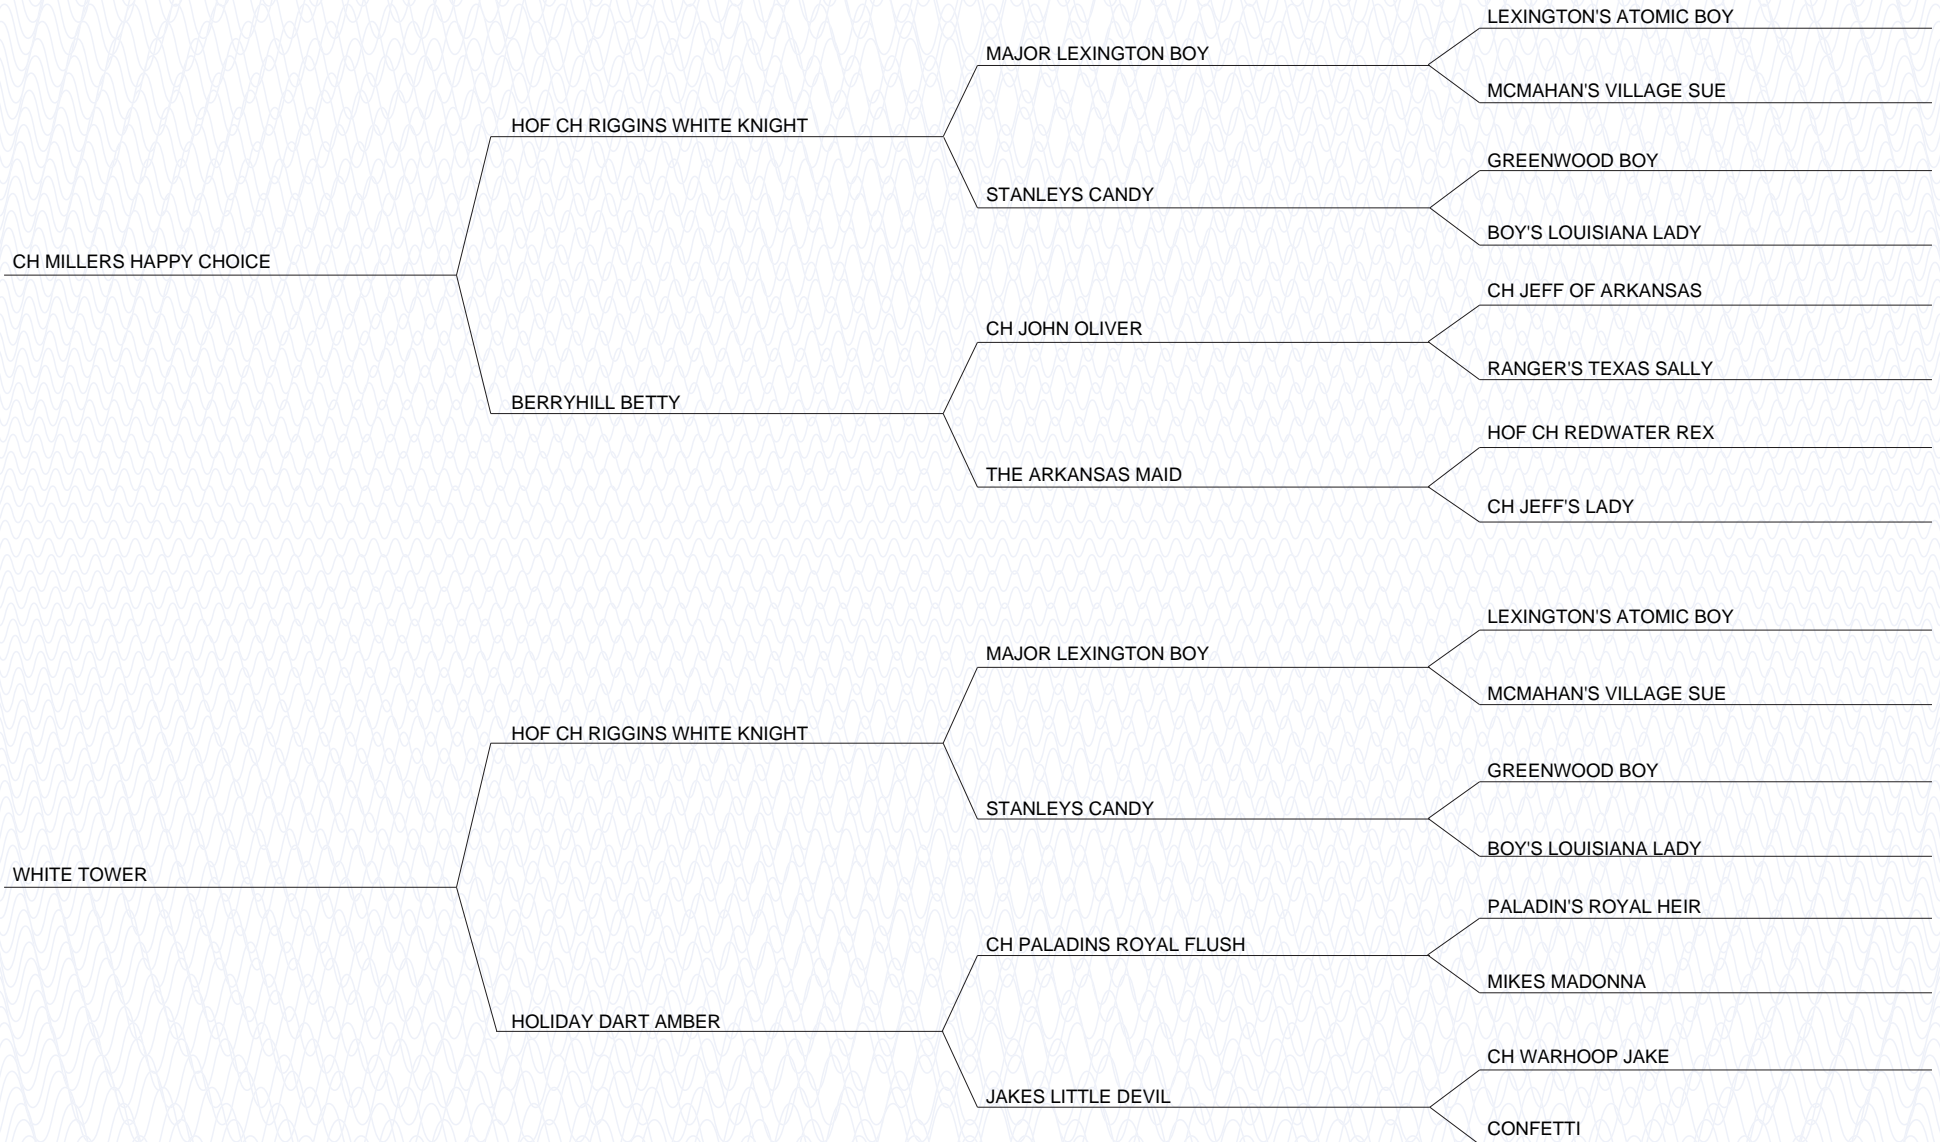 LEXINGTON'S ATOMIC BOY
MAJOR LEXINGTON BOY
MCMAHAN'S VILLAGE SUE
HOF CH RIGGINS WHITE KNIGHT
GREENWOOD BOY
STANLEYS CANDY
BOY'S LOUISIANA LADY
CH MILLERS HAPPY CHOICE
CH JEFF OF ARKANSAS
CH JOHN OLIVER
RANGER'S TEXAS SALLY
BERRYHILL BETTY
HOF CH REDWATER REX
THE ARKANSAS MAID
CH JEFF'S LADY
LEXINGTON'S ATOMIC BOY
MAJOR LEXINGTON BOY
MCMAHAN'S VILLAGE SUE
HOF CH RIGGINS WHITE KNIGHT
GREENWOOD BOY
STANLEYS CANDY
BOY'S LOUISIANA LADY
WHITE TOWER
PALADIN'S ROYAL HEIR
CH PALADINS ROYAL FLUSH
MIKES MADONNA
HOLIDAY DART AMBER
CH WARHOOP JAKE
JAKES LITTLE DEVIL
CONFETTI